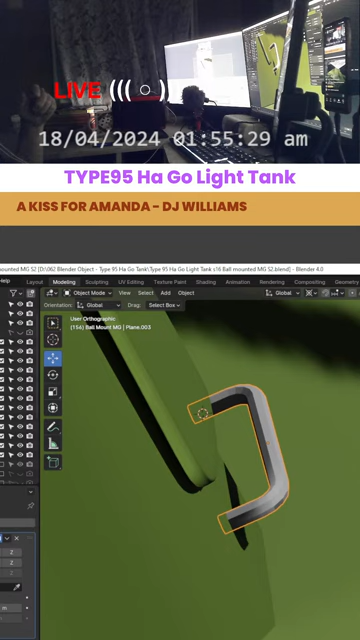 LIVE
18/04/2024 01:55:29 am
TYPE95 Ha Go Light Tank
A KISS FOR AMANDA - DJ WILLIAMS
mounted MG S2 [D:\062 Blender Object - Type 95 Ha Go Tank\Type 95 Ha Go Light Tank s16 Ball mounted MG S2.blend] - Blender 4.0
Help Layout Modeling Sculpting UV Editing Texture Paint Shading Animation Rendering
Object Mode View Select Add Object Global
Orientation: Global Drag: Select Box
User Orthographic
(154) Ball Mount MG | Plane.003
Z
Z
m